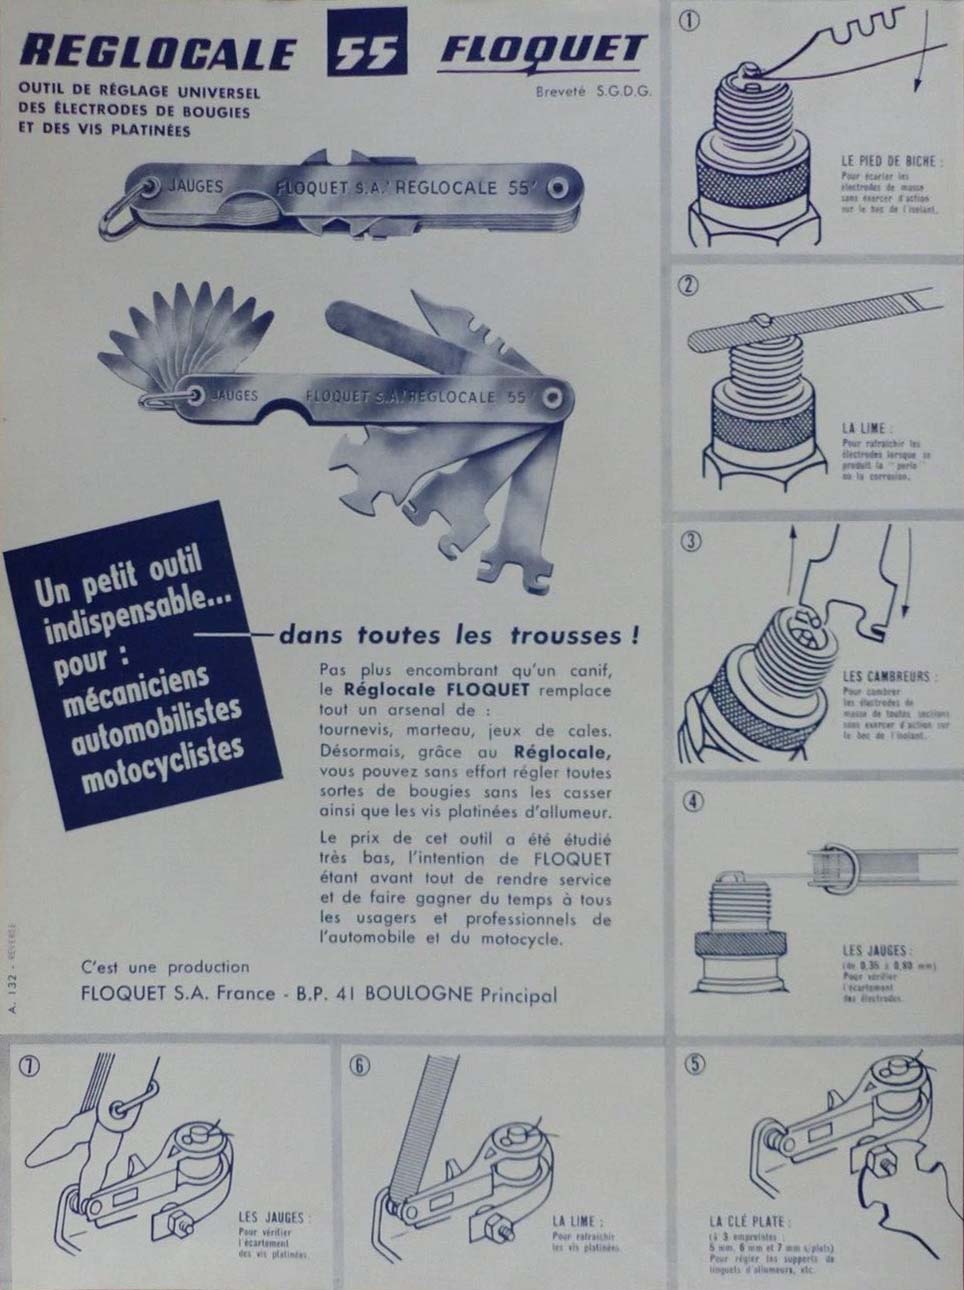 REGLOCALE 55 FLOQUET
OUTIL DE RÉGLAGE UNIVERSEL
DES ÉLECTRODES DE BOUGIES
ET DES VIS PLATINÉES
Breveté S.G.D.G.
JAUGES FLOQUET S.A. "REGLOCALE 55"
JAUGES FLOQUET S.A. "REGLOCALE 55"
Un petit outil
indispensable...
pour :
mécaniciens
automobilistes
motocyclistes
dans toutes les trousses !
Pas plus encombrant qu'un canif,
le Réglocale FLOQUET remplace
tout un arsenal de :
tournevis, marteau, jeux de cales.
Désormais, grâce au Réglocale,
vous pouvez sans effort régler toutes
sortes de bougies sans les casser
ainsi que les vis platinées d'allumeur.
Le prix de cet outil a été étudié
très bas, l'intention de FLOQUET
étant avant tout de rendre service
et de faire gagner du temps à tous
les usagers et professionnels de
l'automobile et du motocycle.
C'est une production
FLOQUET S.A. France - B.P. 41 BOULOGNE Principal
A. 132 -
1
LE PIED DE BICHE :
Pour écarter les
électrodes de masse
sans exercer d'action
sur le bec de l'isolant.
2
LA LIME :
Pour rafraichir les
électrodes lorsque se
produit la "perle"
ou la corrosion.
3
LES CAMBREURS :
Pour cambrer
les électrodes de
masse de toutes sections
sans exercer d'action sur
le bec de l'isolant.
4
LES JAUGES :
(de 0,35 à 0,80 mm)
Pour vérifier
l'écartement
des électrodes.
5
LA CLÉ PLATE :
(à 3 empreintes :
5 mm, 6 mm et 7 mm s/plats)
Pour régler les supports de
linguets d'allumeurs, etc.
6
LA LIME :
Pour rafraichir
les vis platinées
7
LES JAUGES :
Pour vérifier
l'écartement
des vis platinées.